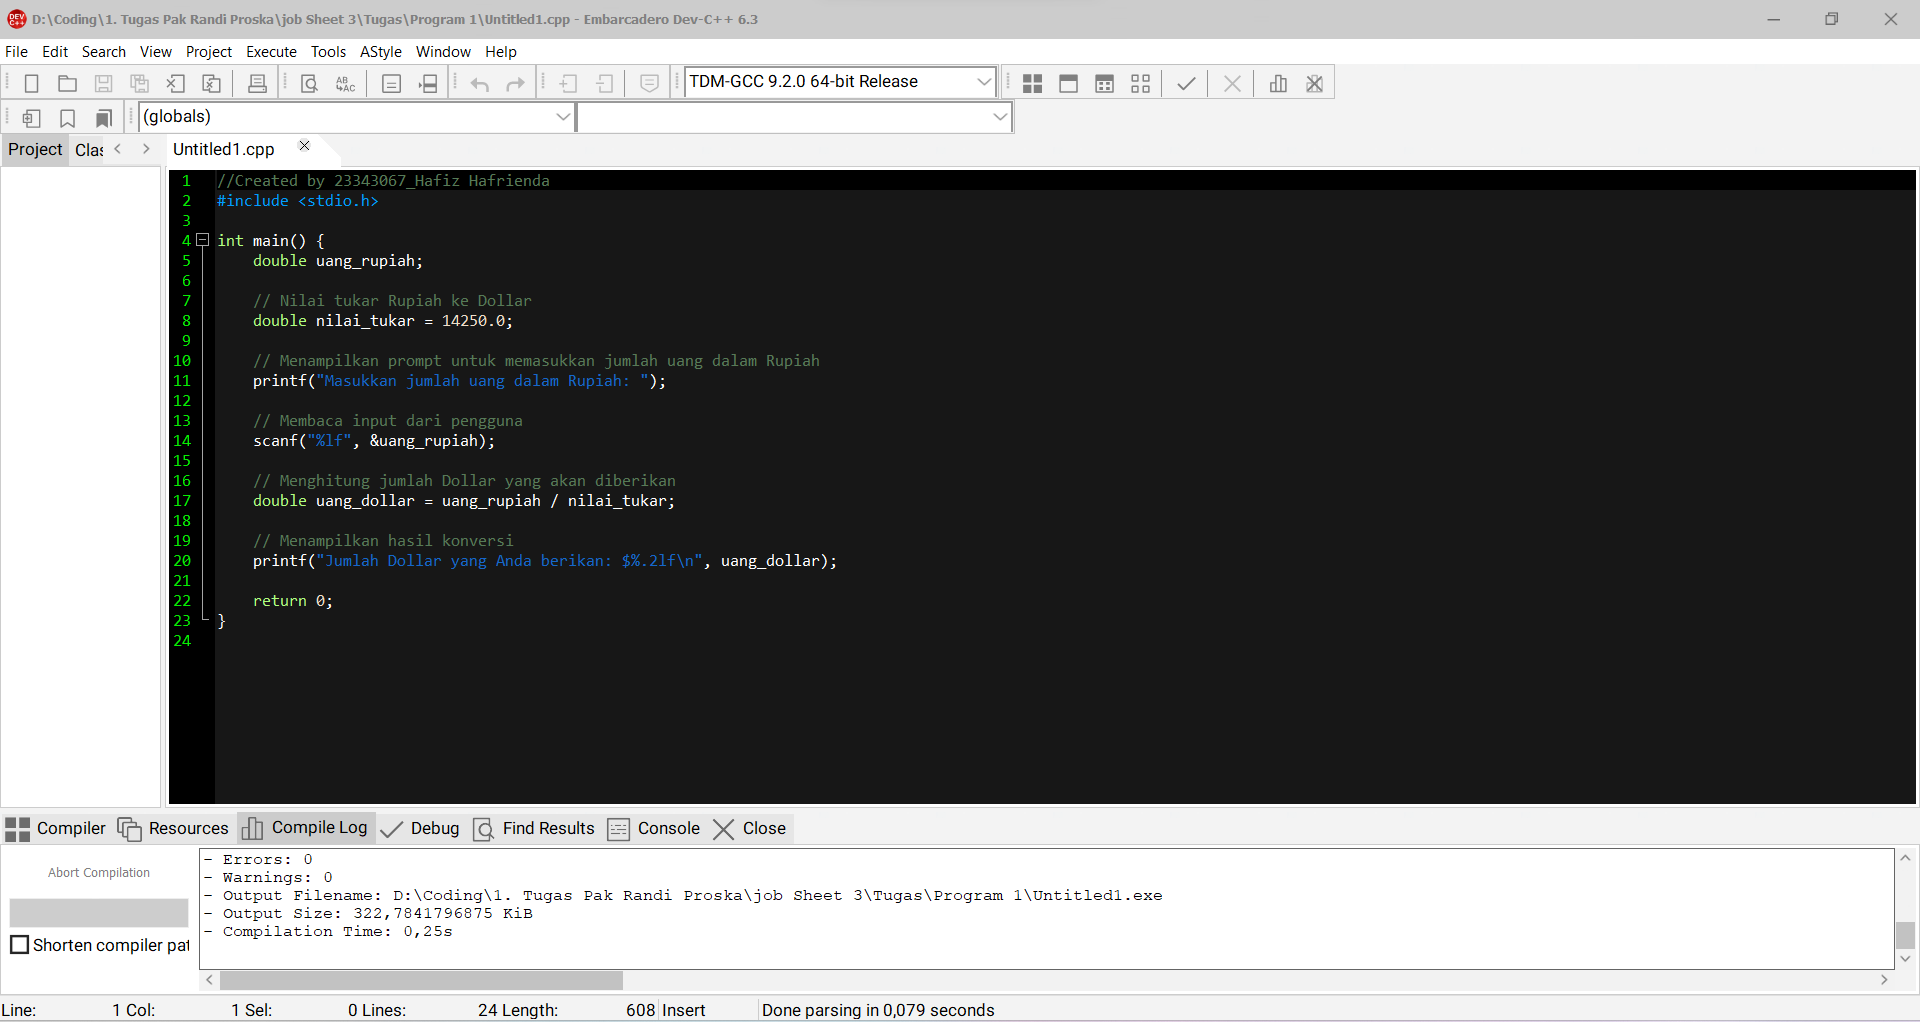 D:\Coding\1. Tugas Pak Randi Proska\job Sheet 3\Tugas\Program 1\Untitled1.cpp - Embarcadero Dev-C++ 6.3
File Edit Search View Project Execute Tools AStyle Window Help
TDM-GCC 9.2.0 64-bit Release
(globals)
Project Clas Untitled1.cpp
1 //Created by 23343067_Hafiz Hafrienda
2 #include <stdio.h>
3
4 int main() {
5     double uang_rupiah;
6
7     // Nilai tukar Rupiah ke Dollar
8     double nilai_tukar = 14250.0;
9
10     // Menampilkan prompt untuk memasukkan jumlah uang dalam Rupiah
11     printf("Masukkan jumlah uang dalam Rupiah: ");
12
13     // Membaca input dari pengguna
14     scanf("%lf", &uang_rupiah);
15
16     // Menghitung jumlah Dollar yang akan diberikan
17     double uang_dollar = uang_rupiah / nilai_tukar;
18
19     // Menampilkan hasil konversi
20     printf("Jumlah Dollar yang Anda berikan: $%.2lf\n", uang_dollar);
21
22     return 0;
23 }
24
Compiler Resources Compile Log Debug Find Results Console Close
Abort Compilation
Shorten compiler pat
- Errors: 0
- Warnings: 0
- Output Filename: D:\Coding\1. Tugas Pak Randi Proska\job Sheet 3\Tugas\Program 1\Untitled1.exe
- Output Size: 322,7841796875 KiB
- Compilation Time: 0,25s
Line: 1 Col: 1 Sel: 0 Lines: 24 Length: 608 Insert Done parsing in 0,079 seconds